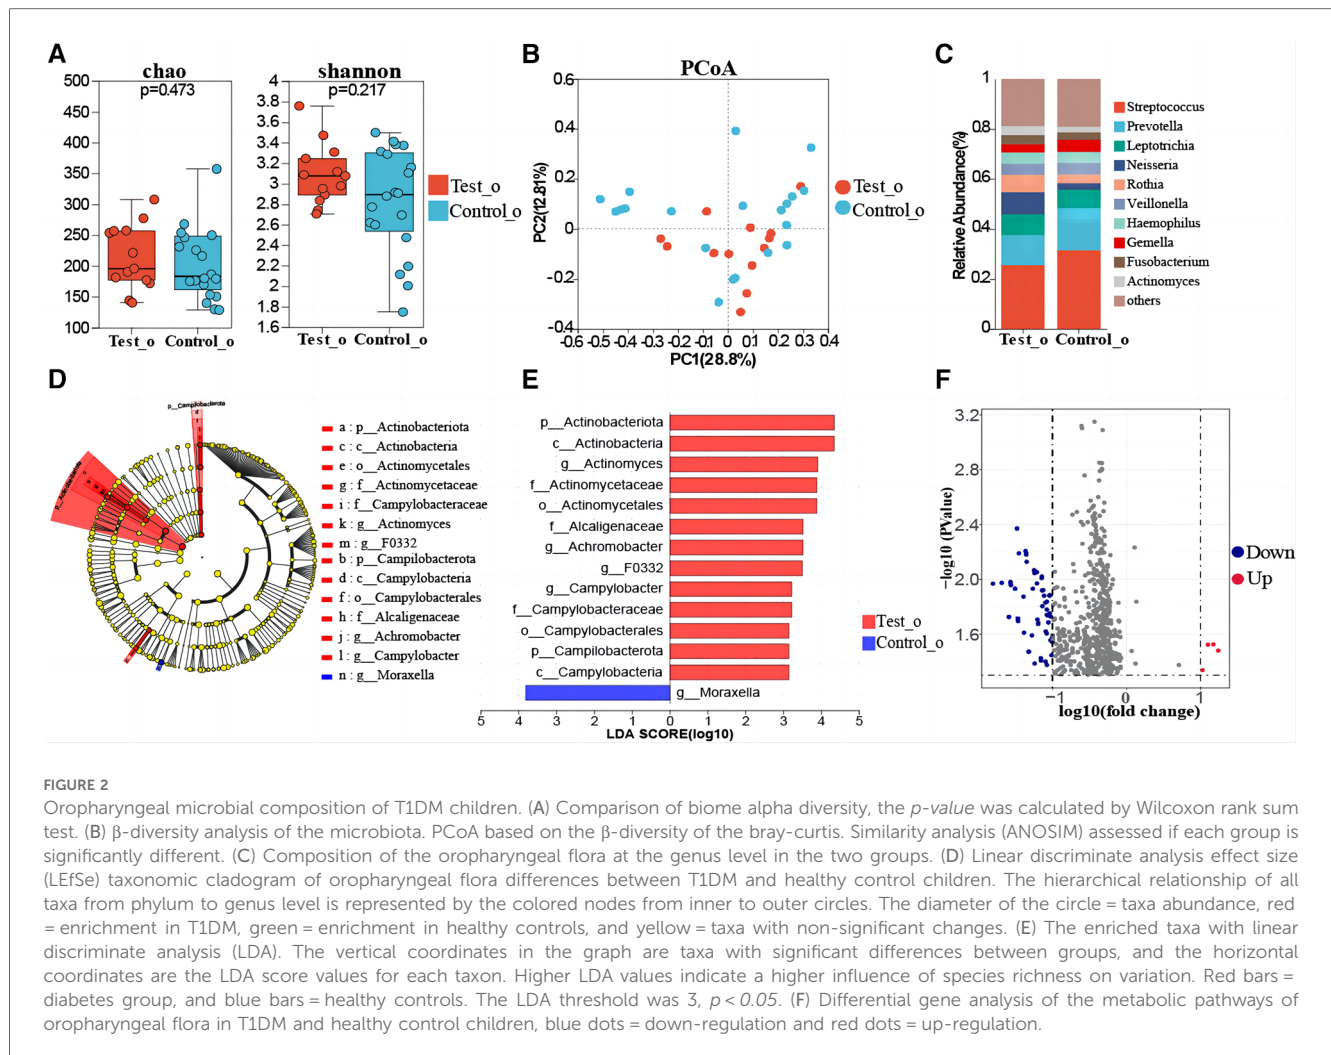 A
chao
p=0.473
500
450
400
350
300
250
200
150
100
Test_o
Control_o
shannon
p=0.217
4
3.8
3.6
3.4
3.2
3
2.8
2.6
2.4
2.2
2
1.8
1.6
Test_o
Control_o
Test_o
Control_o
B
PCoA
PC2(12.81%)
0.6
0.4
0.2
0
-0.2
-0.4
-0.6
-0.5
-0.4
-0.3
-0.2
-0.1
0
0.1
0.2
0.3
0.4
PC1(28.8%)
Test_o
Control_o
C
Relative Abundance(%)
1
0.8
0.6
0.4
0.2
0
Test_o
Control_o
Streptococcus
Prevotella
Leptotrichia
Neisseria
Rothia
Veillonella
Haemophilus
Gemella
Fusobacterium
Actinomyces
others
D
p__Campilobacterota
p__Actinobacteriota
a : p__Actinobacteriota
c : c__Actinobacteria
e : o__Actinomycetales
g : f__Actinomycetaceae
i : f__Campylobacteraceae
k : g__Actinomyces
m : g__F0332
b : p__Campilobacterota
d : c__Campylobacteria
f : o__Campylobacterales
h : f__Alcaligenaceae
j : g__Achromobacter
l : g__Campylobacter
n : g__Moraxella
E
p__Actinobacteriota
c__Actinobacteria
g__Actinomyces
f__Actinomycetaceae
o__Actinomycetales
f__Alcaligenaceae
g__Achromobacter
g__F0332
g__Campylobacter
f__Campylobacteraceae
o__Campylobacterales
p__Campilobacterota
c__Campylobacteria
g__Moraxella
5 4 3 2 1 0 1 2 3 4 5
LDA SCORE(log10)
Test_o
Control_o
F
−log10 (PValue)
3.2
2.8
2.4
2.0
1.6
−1 0 1
log10(fold change)
Down
Up
FIGURE 2
Oropharyngeal microbial composition of T1DM children. (A) Comparison of biome alpha diversity, the p-value was calculated by Wilcoxon rank sum
test. (B) β-diversity analysis of the microbiota. PCoA based on the β-diversity of the bray-curtis. Similarity analysis (ANOSIM) assessed if each group is
significantly different. (C) Composition of the oropharyngeal flora at the genus level in the two groups. (D) Linear discriminate analysis effect size
(LEfSe) taxonomic cladogram of oropharyngeal flora differences between T1DM and healthy control children. The hierarchical relationship of all
taxa from phylum to genus level is represented by the colored nodes from inner to outer circles. The diameter of the circle = taxa abundance, red
= enrichment in T1DM, green = enrichment in healthy controls, and yellow = taxa with non-significant changes. (E) The enriched taxa with linear
discriminate analysis (LDA). The vertical coordinates in the graph are taxa with significant differences between groups, and the horizontal
coordinates are the LDA score values for each taxon. Higher LDA values indicate a higher influence of species richness on variation. Red bars =
diabetes group, and blue bars = healthy controls. The LDA threshold was 3, p < 0.05. (F) Differential gene analysis of the metabolic pathways of
oropharyngeal flora in T1DM and healthy control children, blue dots = down-regulation and red dots = up-regulation.